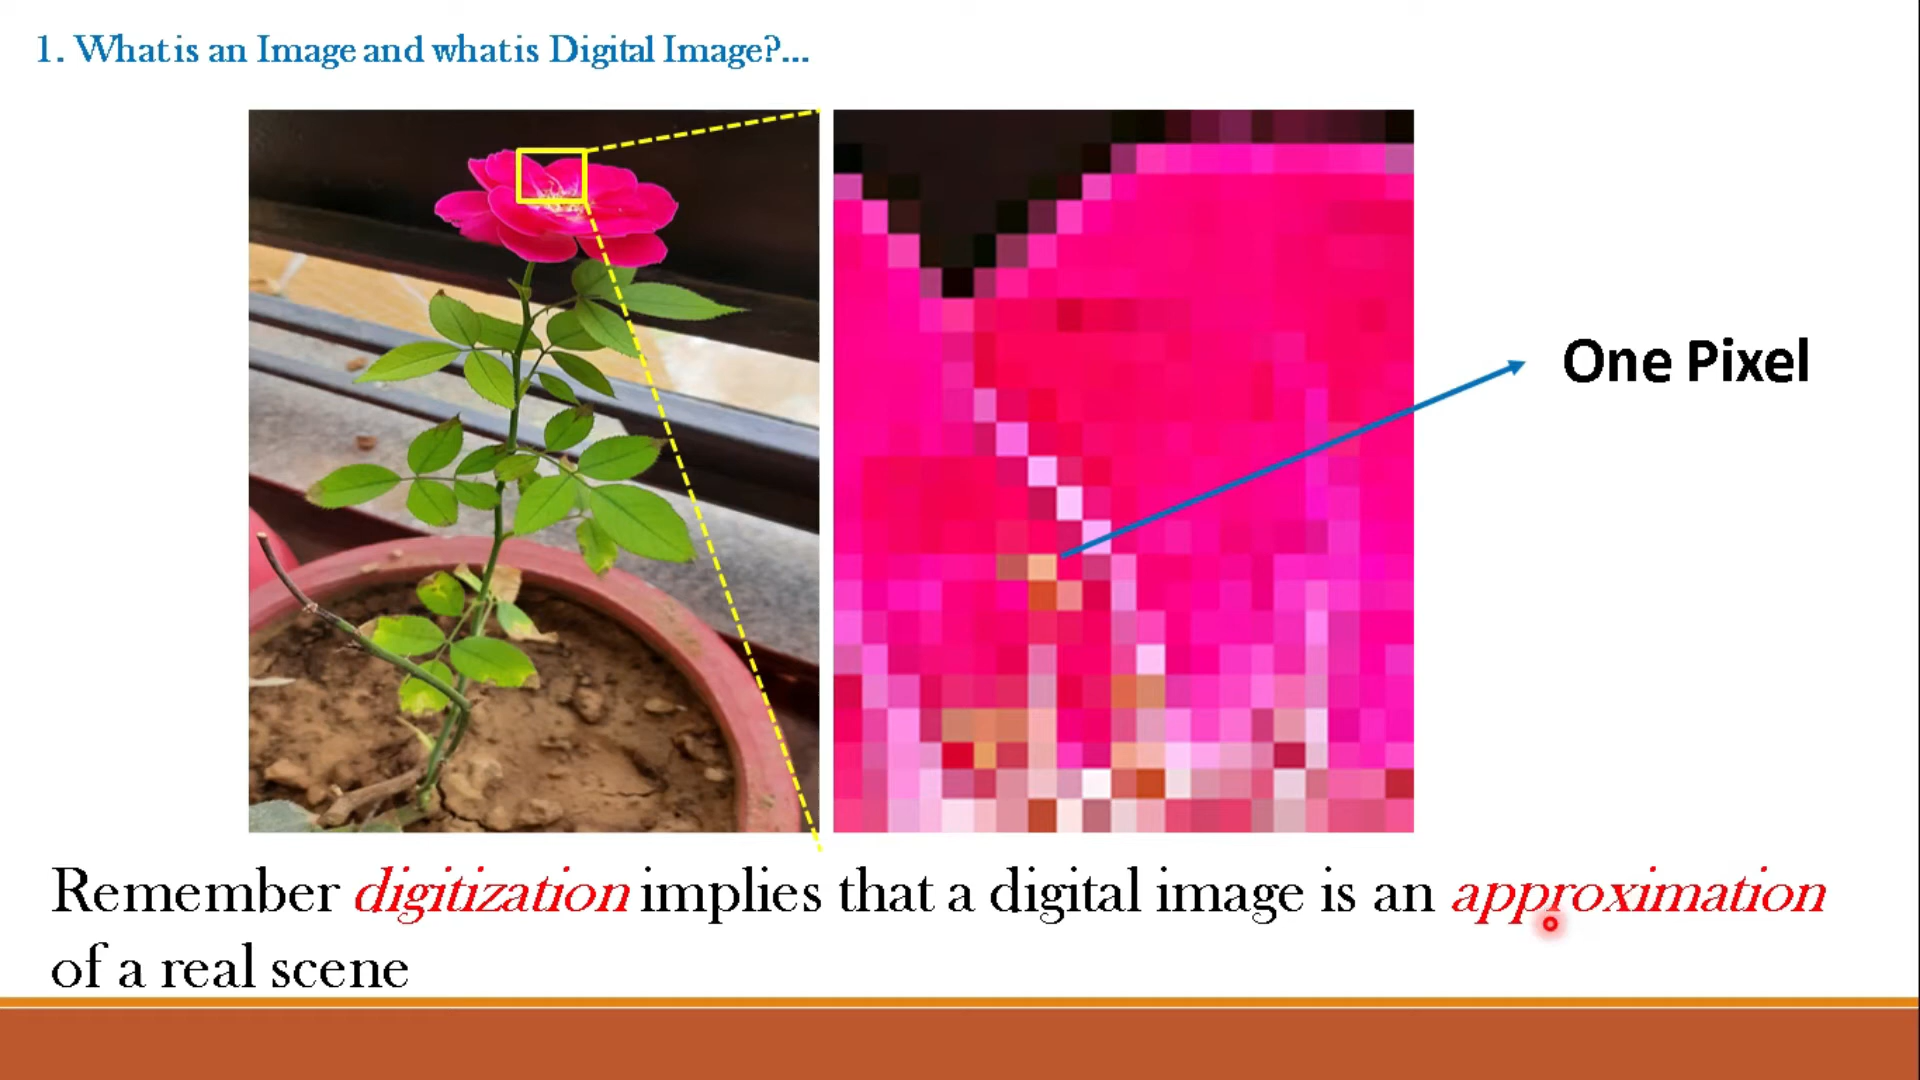 1. What is an Image and what is Digital Image?...
One Pixel
Remember digitization implies that a digital image is an approximation
of a real scene